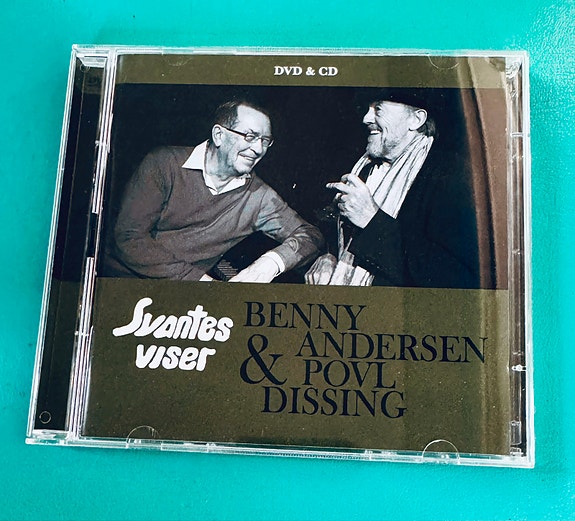 DVD & CD
Svantes
viser
BENNY
ANDERSEN
& POVL
DISSING